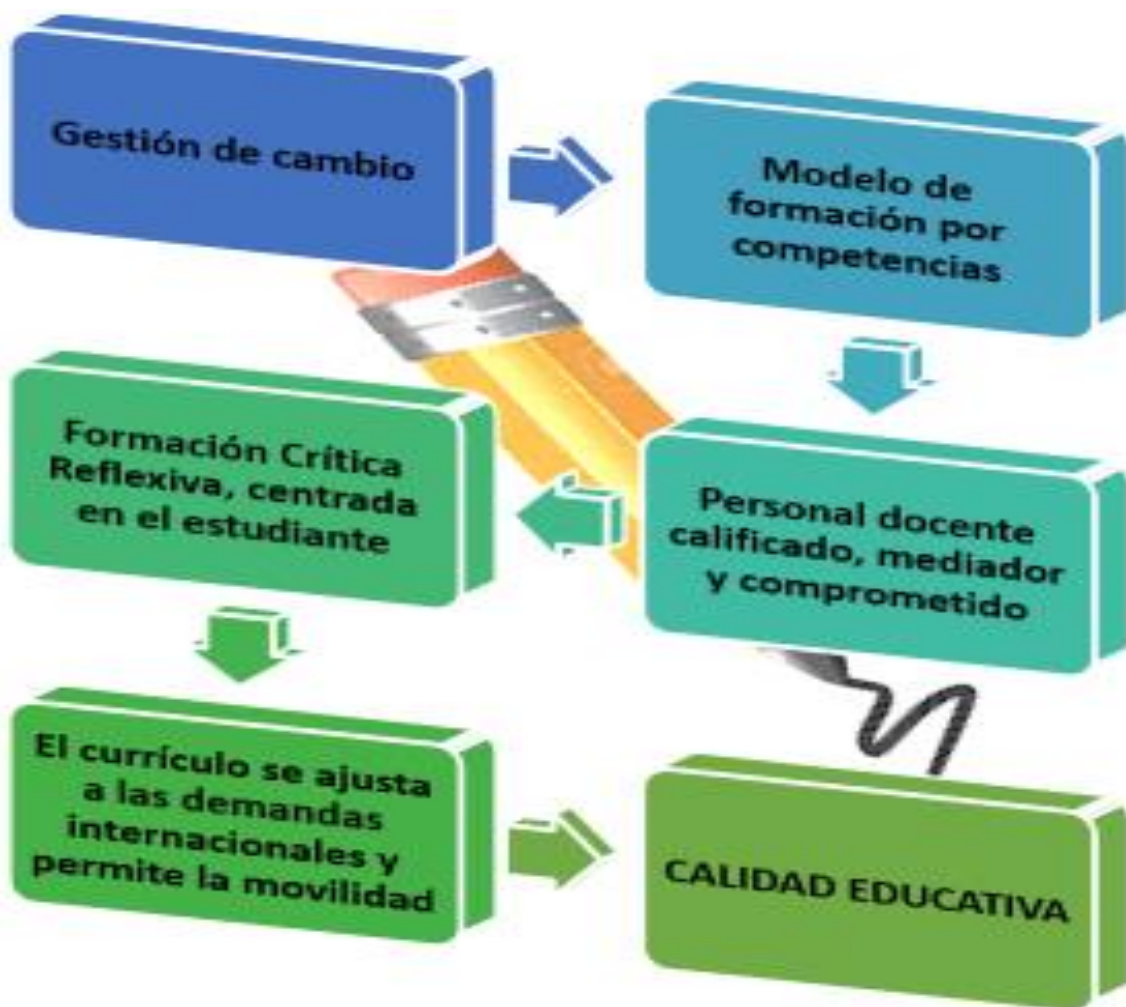 Gestión de cambio
Modelo de
formación por
competencias
Personal docente
calificado, mediador
y comprometido
Formación Crítica
Reflexiva, centrada
en el estudiante
El currículo se ajusta
a las demandas
internacionales y
permite la movilidad
CALIDAD EDUCATIVA